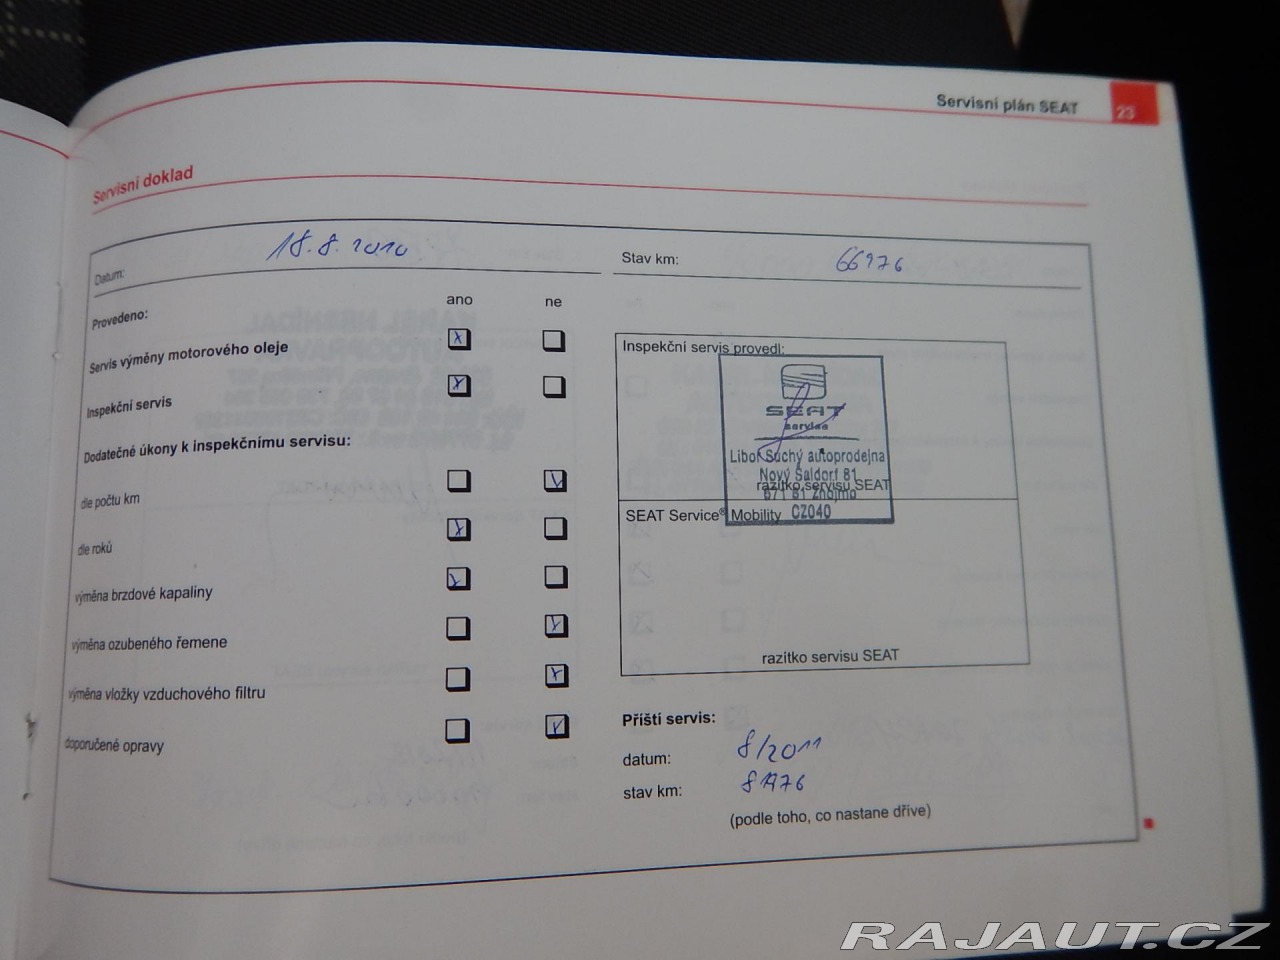 Servisní plán SEAT 23
Servisní doklad
Datum: 18.8.2010
Stav km: 66976
Provedeno:
ano ne
Servis výměny motorového oleje
Inspekční servis
Dodatečné úkony k inspekčnímu servisu:
dle počtu km
dle roků
výměna brzdové kapaliny
výměna ozubeného řemene
výměna vložky vzduchového filtru
doporučené opravy
Inspekční servis provedl:
SEAT
service
Libor Suchý autoprodejna
Nový Šaldorf 81
razítko servisu SEAT
671 81 Znojmo
SEAT Service® Mobility CZ040
razítko servisu SEAT
Příští servis:
datum: 8/2011
stav km: 81976
(podle toho, co nastane dříve)
RAJAUT.CZ